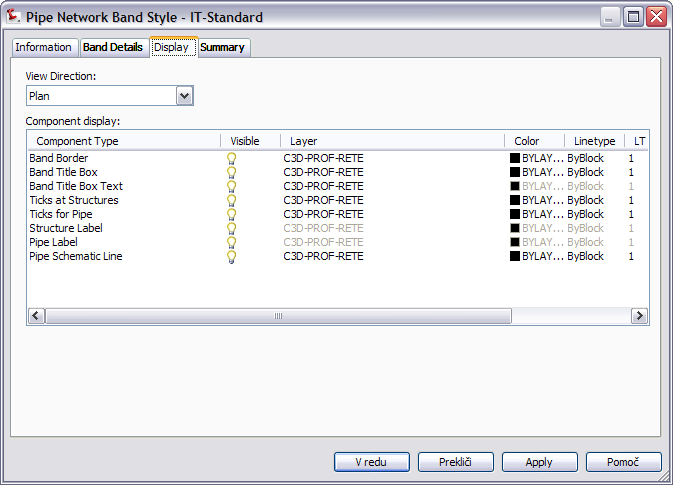 Pipe Network Band Style - IT-Standard
Information Band Details Display Summary
View Direction:
Plan
Component display:
Component Type Visible Layer Color Linetype LT
Band Border C3D-PROF-RETE BYLAY... ByBlock 1
Band Title Box C3D-PROF-RETE BYLAY... ByBlock 1
Band Title Box Text C3D-PROF-RETE BYLAY... ByBlock 1
Ticks at Structures C3D-PROF-RETE BYLAY... ByBlock 1
Ticks for Pipe C3D-PROF-RETE BYLAY... ByBlock 1
Structure Label C3D-PROF-RETE BYLAY... ByBlock 1
Pipe Label C3D-PROF-RETE BYLAY... ByBlock 1
Pipe Schematic Line C3D-PROF-RETE BYLAY... ByBlock 1
V redu Prekliči Apply Pomoč